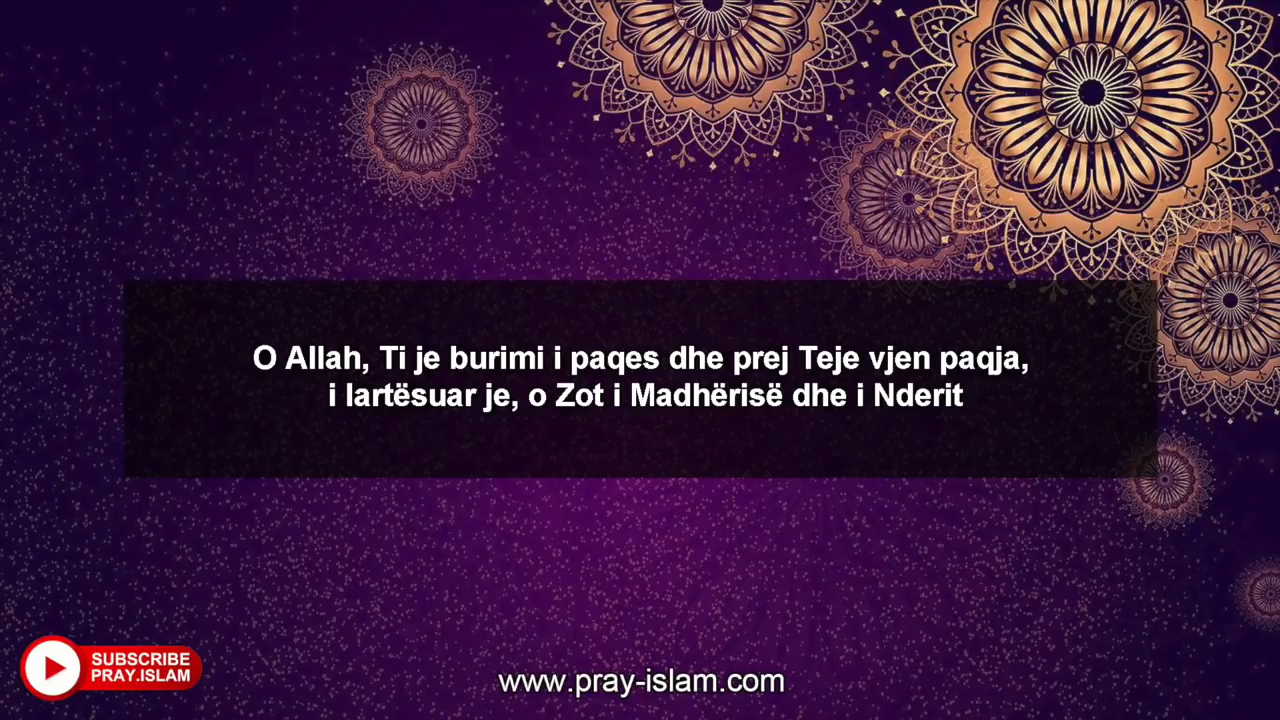 O Allah, Ti je burimi i paqes dhe prej Teje vjen paqja,
i lartësuar je, o Zot i Madhërisë dhe i Nderit
SUBSCRIBE
PRAY.ISLAM
www.pray-islam.com